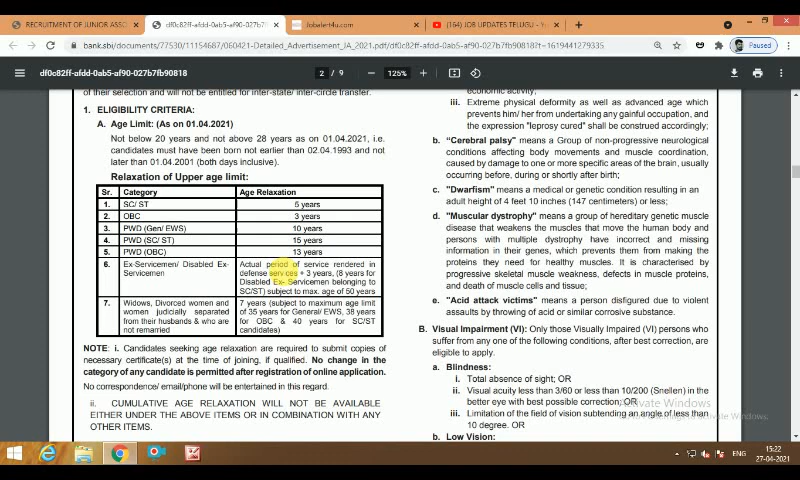 RECRUITMENT OF JUNIOR ASSO
df0c82ff-afdd-0ab5-af90-027b7f
/jobalert4u.com
(164) JOB UPDATES TELUGU - Y
bank.sbi/documents/77530/11154687/060421-Detailed_Advertisement_JA_2021.pdf/df0c82ff-afdd-0ab5-af90-027b7fb90818?t=1619441279335
Paused
df0c82ff-afdd-0ab5-af90-027b7fb90818
2 / 9
125%
of their selection and will not be entitled for inter-state/ inter-circle transfer.
1. ELIGIBILITY CRITERIA:
A. Age Limit: (As on 01.04.2021)
Not below 20 years and not above 28 years as on 01.04.2021, i.e.
candidates must have been born not earlier than 02.04.1993 and not
later than 01.04.2001 (both days inclusive).
Relaxation of Upper age limit:
Sr. Category Age Relaxation
1. SC/ ST 5 years
2. OBC 3 years
3. PWD (Gen/ EWS) 10 years
4. PWD (SC/ ST) 15 years
5. PWD (OBC) 13 years
6. Ex-Servicemen/ Disabled Ex-
Servicemen
Actual period of service rendered in
defense services + 3 years, (8 years for
Disabled Ex- Servicemen belonging to
SC/ST) subject to max. age of 50 years
7. Widows, Divorced women and
women judicially separated
from their husbands & who are
not remarried
7 years (subject to maximum age limit
of 35 years for General/ EWS, 38 years
for OBC & 40 years for SC/ST
candidates)
NOTE: i. Candidates seeking age relaxation are required to submit copies of
necessary certificate(s) at the time of joining, if qualified. No change in the
category of any candidate is permitted after registration of online application.
No correspondence/ email/phone will be entertained in this regard.
ii. CUMULATIVE AGE RELAXATION WILL NOT BE AVAILABLE
EITHER UNDER THE ABOVE ITEMS OR IN COMBINATION WITH ANY
OTHER ITEMS.
economic activity;
iii. Extreme physical deformity as well as advanced age which
prevents him/ her from undertaking any gainful occupation, and
the expression "leprosy cured" shall be construed accordingly;
b. "Cerebral palsy" means a Group of non-progressive neurological
conditions affecting body movements and muscle coordination,
caused by damage to one or more specific areas of the brain, usually
occurring before, during or shortly after birth;
c. "Dwarfism" means a medical or genetic condition resulting in an
adult height of 4 feet 10 inches (147 centimeters) or less;
d. "Muscular dystrophy" means a group of hereditary genetic muscle
disease that weakens the muscles that move the human body and
persons with multiple dystrophy have incorrect and missing
information in their genes, which prevents them from making the
proteins they need for healthy muscles. It is characterised by
progressive skeletal muscle weakness, defects in muscle proteins,
and death of muscle cells and tissue;
e. "Acid attack victims" means a person disfigured due to violent
assaults by throwing of acid or similar corrosive substance.
B. Visual Impairment (VI): Only those Visually Impaired (VI) persons who
suffer from any one of the following conditions, after best correction, are
eligible to apply.
a. Blindness:
i. Total absence of sight; OR
ii. Visual acuity less than 3/60 or less than 10/200 (Snellen) in the
better eye with best possible correction; OR
iii. Limitation of the field of vision subtending an angle of less than
10 degree. OR
b. Low Vision:
Activate Windows
ENG
15:22
27-04-2021